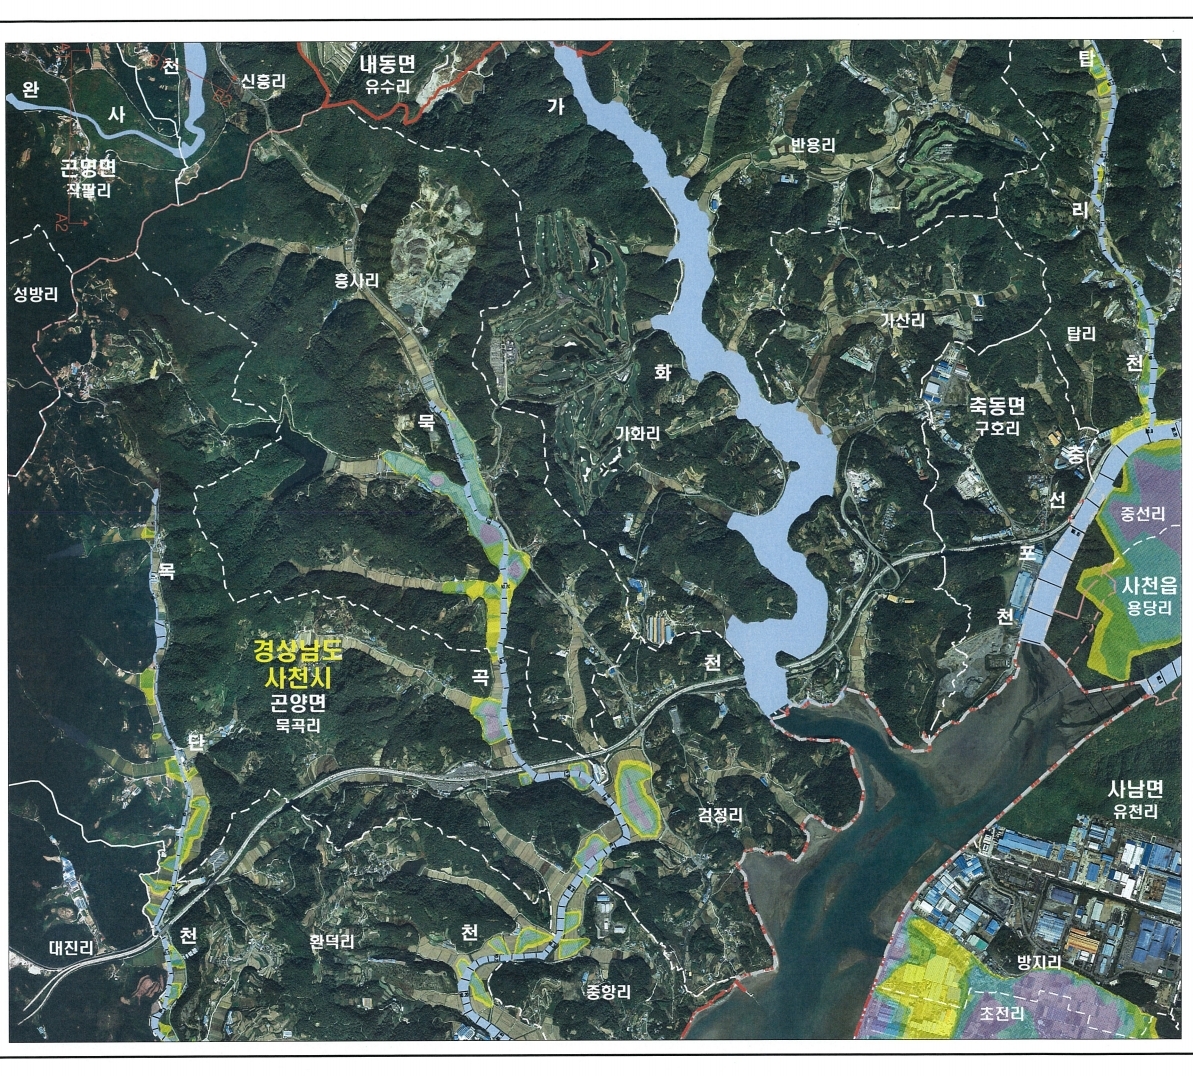 완
사
천
신흥리
내동면
유수리
가
탑
반용리
곤명면
작팔리
A2
리
성방리
흥사리
가산리
탑리
천
화
축동면
구호리
묵
가화리
중
선
중선리
포
사천읍
용당리
목
천
경상남도
사천시
곤양면
묵곡리
곡
천
단
사남면
유천리
검정리
대진리
천
환덕리
천
중항리
방지리
초전리